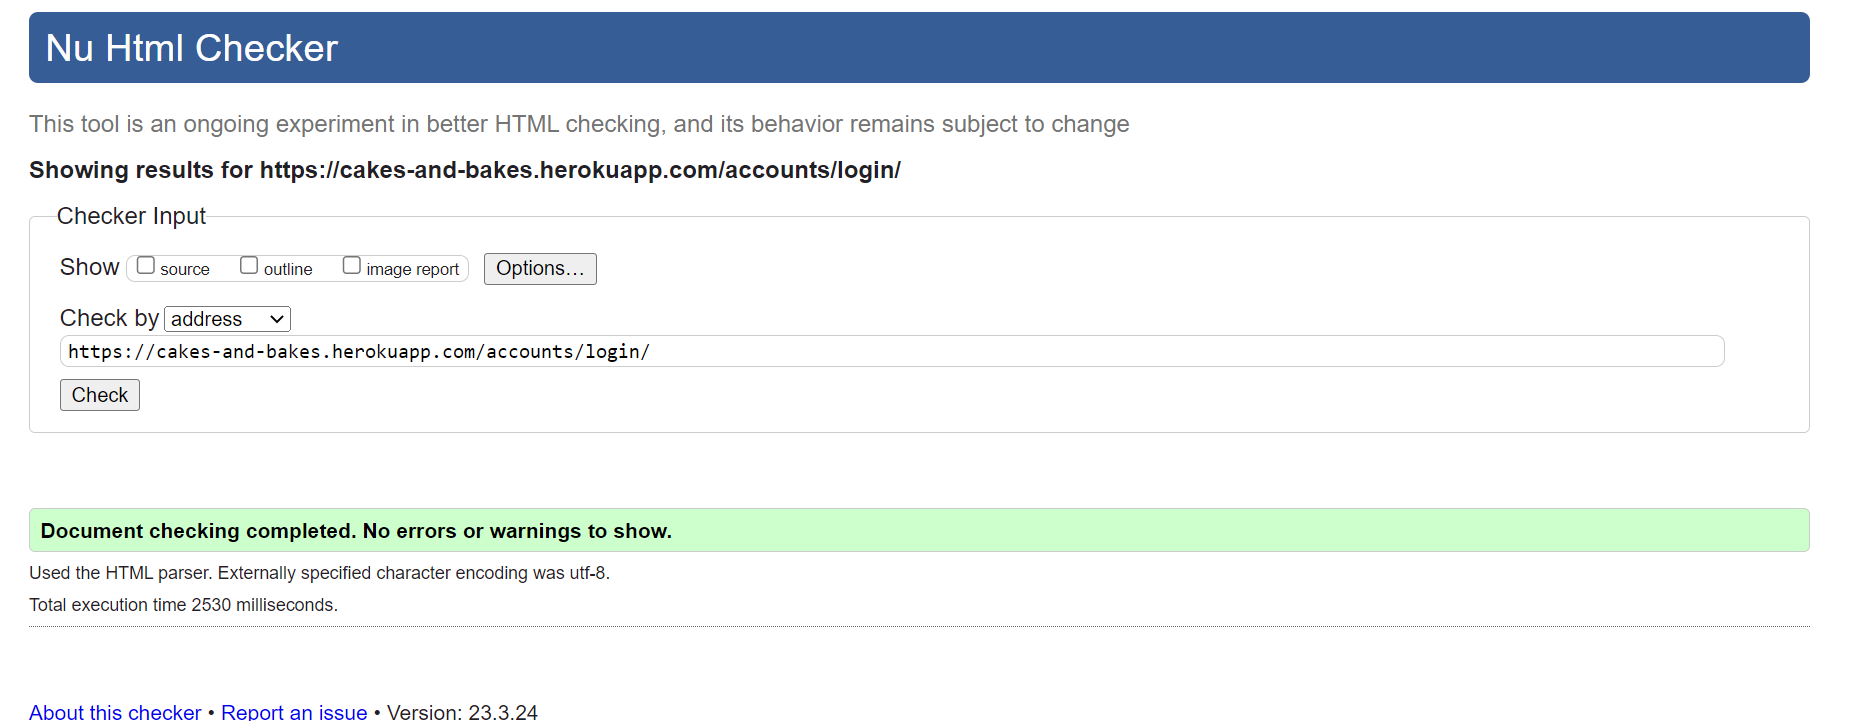 Nu Html Checker
This tool is an ongoing experiment in better HTML checking, and its behavior remains subject to change
Showing results for https://cakes-and-bakes.herokuapp.com/accounts/login/
Checker Input
Show source outline image report Options...
Check by address
https://cakes-and-bakes.herokuapp.com/accounts/login/
Check
Document checking completed. No errors or warnings to show.
Used the HTML parser. Externally specified character encoding was utf-8.
Total execution time 2530 milliseconds.
About this checker • Report an issue • Version: 23.3.24